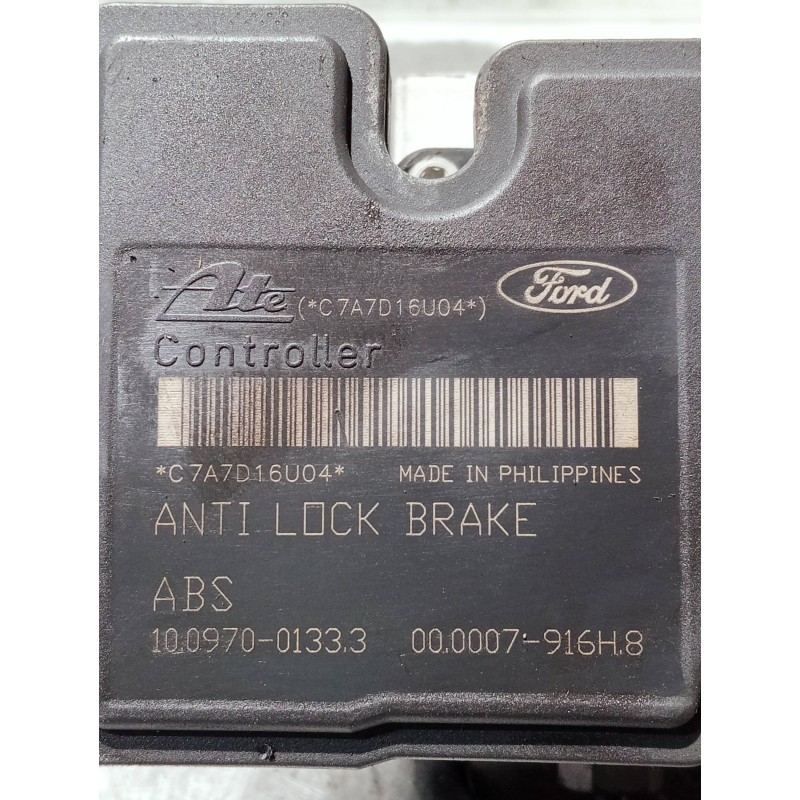 Ate (*C7A7D16U04*) Ford
Controller
*C7A7D16U04* MADE IN PHILIPPINES
ANTI LOCK BRAKE
ABS
10.0970-0133.3 00.0007-916H.8